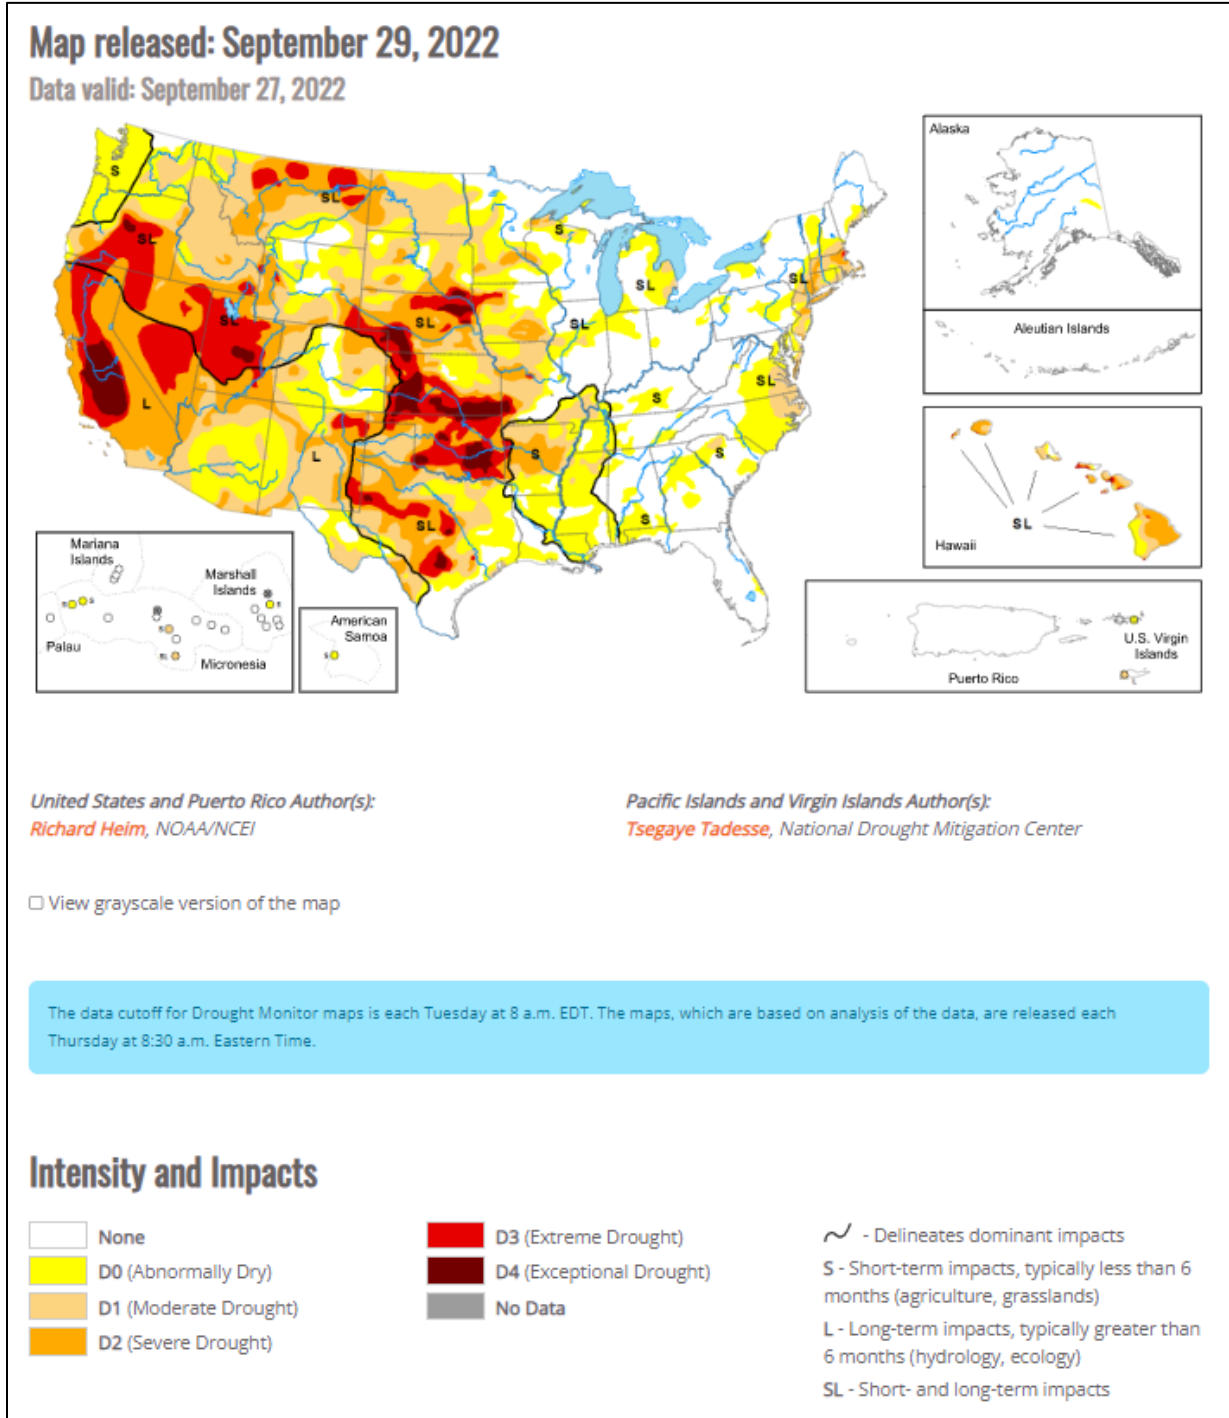 Map released: September 29, 2022
Data valid: September 27, 2022
Alaska
Aleutian Islands
S
SL
SL
S
SL
SL
SL
SL
SL
SL
L
S
S
S
L
SL
S
SL
Hawaii
Mariana
Islands
Marshall
Islands
S
S
S
S
SL
Palau
Micronesia
American
Samoa
S
S
U.S. Virgin
Islands
Puerto Rico
United States and Puerto Rico Author(s):
Richard Heim, NOAA/NCEI
Pacific Islands and Virgin Islands Author(s):
Tsegaye Tadesse, National Drought Mitigation Center
View grayscale version of the map
The data cutoff for Drought Monitor maps is each Tuesday at 8 a.m. EDT. The maps, which are based on analysis of the data, are released each
Thursday at 8:30 a.m. Eastern Time.
Intensity and Impacts
None
D0 (Abnormally Dry)
D1 (Moderate Drought)
D2 (Severe Drought)
D3 (Extreme Drought)
D4 (Exceptional Drought)
No Data
- Delineates dominant impacts
S - Short-term impacts, typically less than 6
months (agriculture, grasslands)
L - Long-term impacts, typically greater than
6 months (hydrology, ecology)
SL - Short- and long-term impacts